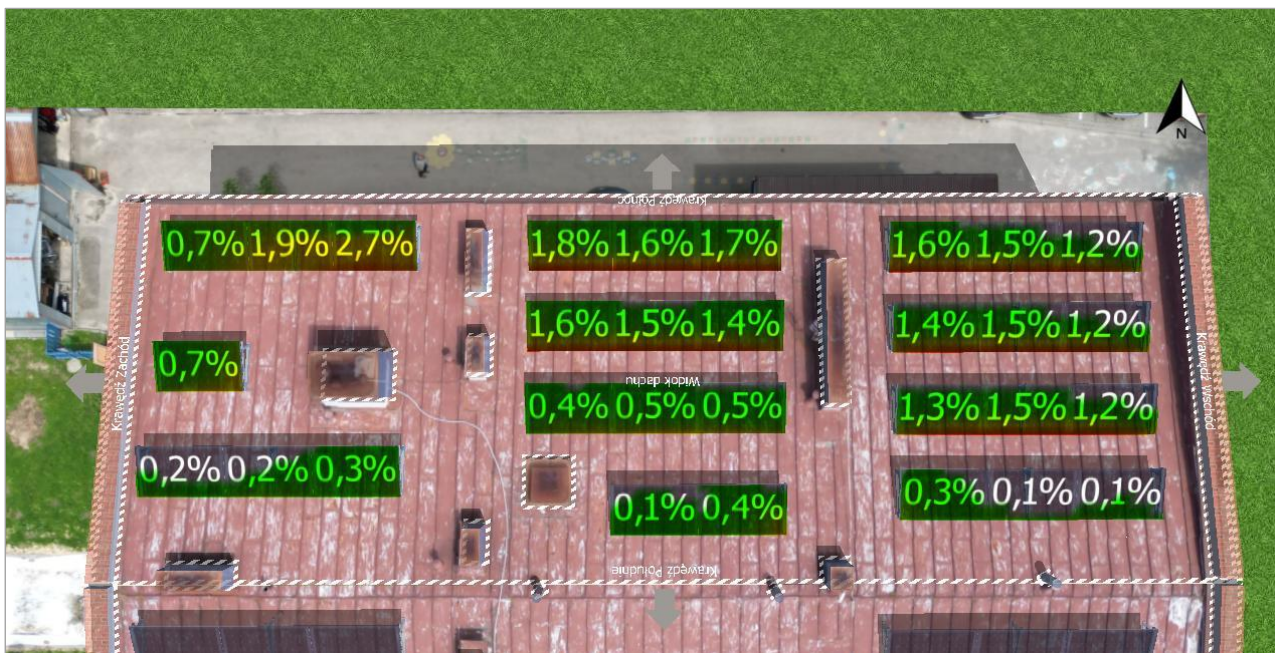 N
Krawędź Północ
0,7% 1,9% 2,7% 1,8% 1,6% 1,7% 1,6% 1,5% 1,2%
1,6% 1,5% 1,4% 1,4% 1,5% 1,2%
0,7%
Krawędź Zachód
Krawędź Wschód
Widok dachu
0,4% 0,5% 0,5% 1,3% 1,5% 1,2%
0,2% 0,2% 0,3%
0,1% 0,4% 0,3% 0,1% 0,1%
Krawędź Południe